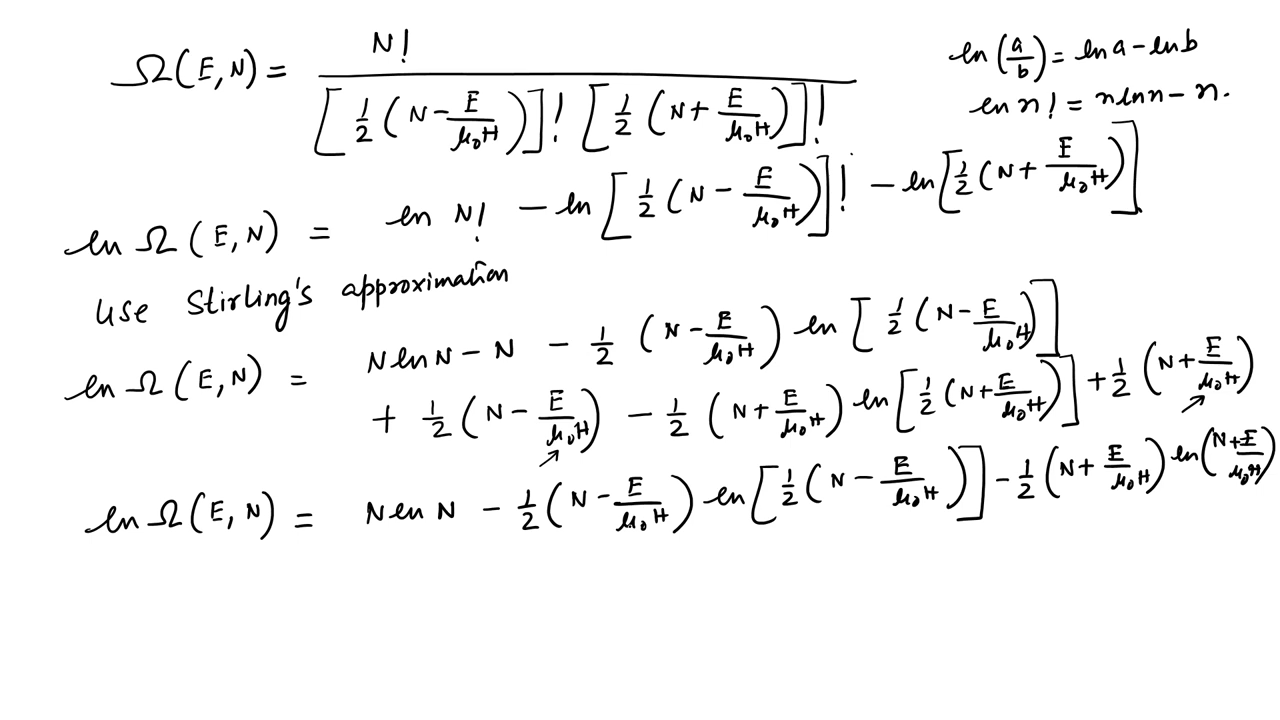 Ω(E,N) = N! / [1/2 (N − E/μ₀H)]! [1/2 (N + E/μ₀H)]!
ln (a/b) = ln a − ln b
ln n! = n ln n − n.
ln Ω(E,N) = ln N! − ln [1/2 (N − E/μ₀H)]! − ln [1/2 (N + E/μ₀H)]
Use Stirling's approximation
ln Ω(E,N) = N ln N − N − 1/2 (N − E/μ₀H) ln [1/2 (N − E/μ₀H)]
+ 1/2 (N − E/μ₀H) − 1/2 (N + E/μ₀H) ln [1/2 (N + E/μ₀H)] + 1/2 (N + E/μ₀H)
ln Ω(E,N) = N ln N − 1/2 (N − E/μ₀H) ln [1/2 (N − E/μ₀H)] − 1/2 (N + E/μ₀H) ln (N + E/μ₀H)